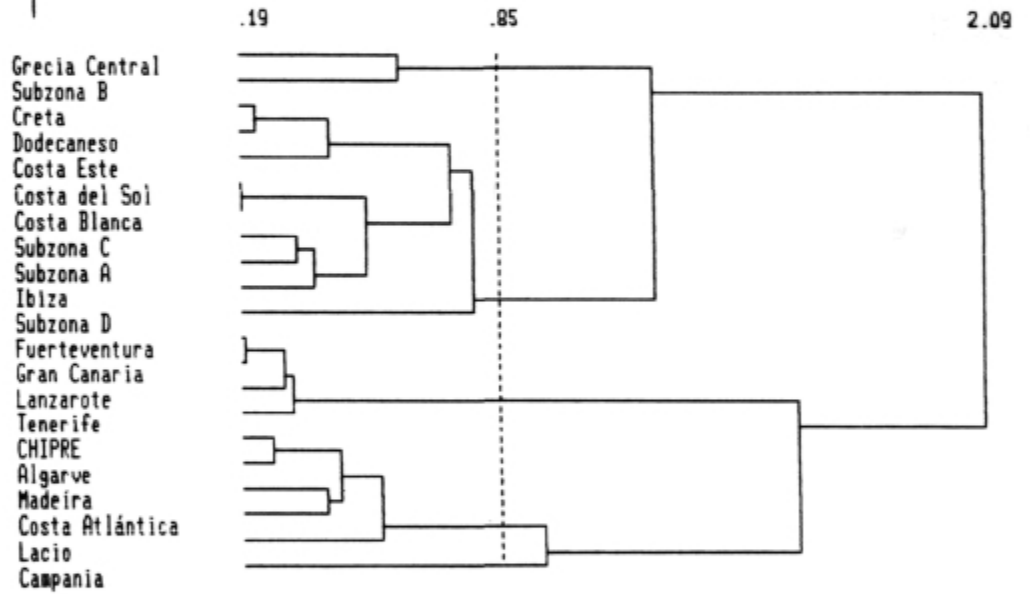 .19 .85 2.09
Grecia Central
Subzona B
Creta
Dodecaneso
Costa Este
Costa del Sol
Costa Blanca
Subzona C
Subzona A
Ibiza
Subzona D
Fuerteventura
Gran Canaria
Lanzarote
Tenerife
CHIPRE
Algarve
Madeira
Costa Atlántica
Lacio
Campania